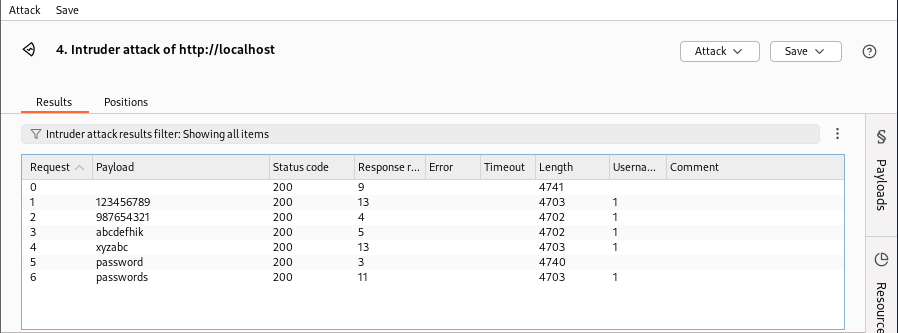 Attack Save
4. Intruder attack of http://localhost
Attack Save
Results Positions
Intruder attack results filter: Showing all items
Request Payload Status code Response r... Error Timeout Length Userna... Comment
0 200 9 4741
1 123456789 200 13 4703 1
2 987654321 200 4 4702 1
3 abcdefhik 200 5 4702 1
4 xyzabc 200 13 4703 1
5 password 200 3 4740
6 passwords 200 11 4703 1
Payloads
Resource